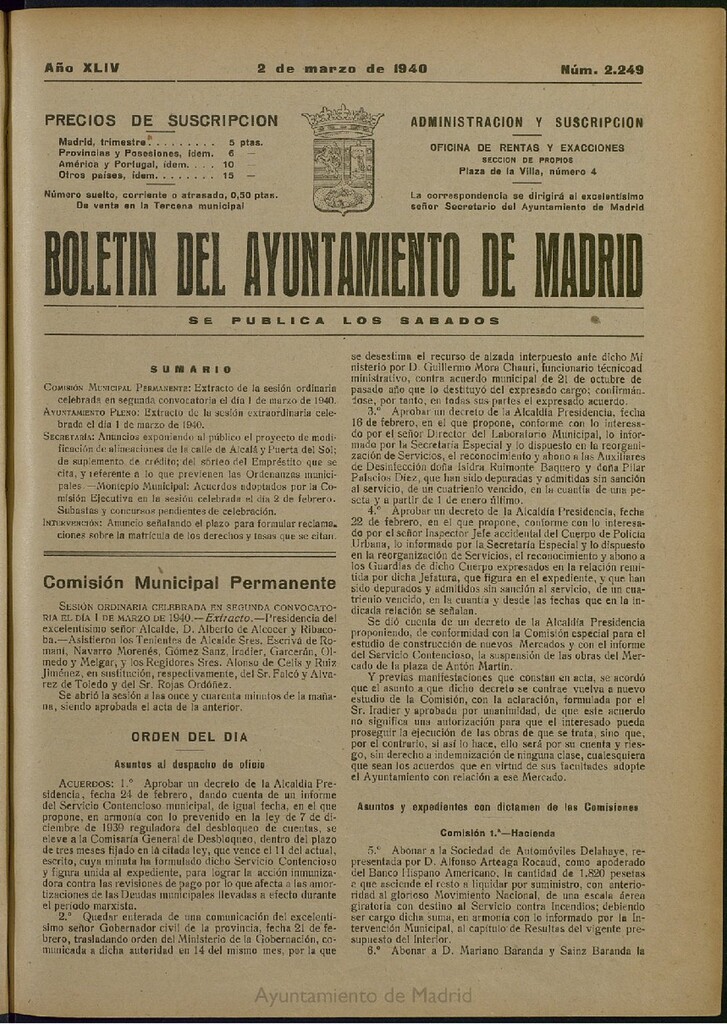 Año XLIV
2 de marzo de 1940
Núm. 2.249
PRECIOS DE SUSCRIPCION
Madrid, trimestre. . . . . . . . . 5 ptas.
Provincias y Posesiones, ídem. 6 —
América y Portugal, ídem. . . . 10 —
Otros países, ídem. . . . . . . . 15 —
Número suelto, corriente o atrasado, 0,50 ptas.
De venta en la Tercena municipal
ADMINISTRACION Y SUSCRIPCION
OFICINA DE RENTAS Y EXACCIONES
SECCION DE PROPIOS
Plaza de la Villa, número 4
La correspondencia se dirigirá al excelentísimo
señor Secretario del Ayuntamiento de Madrid
BOLETIN DEL AYUNTAMIENTO DE MADRID
SE PUBLICA LOS SABADOS
SUMARIO
COMISIÓN MUNICIPAL PERMANENTE: Extracto de la sesión ordinaria
celebrada en segunda convocatoria el día 1 de marzo de 1940.
AYUNTAMIENTO PLENO: Extracto de la sesión extraordinaria cele-
brada el día 1 de marzo de 1940.
SECRETARÍA: Anuncios exponiendo al público el proyecto de modi-
ficación de alineaciones de la calle de Alcalá y Puerta del Sol;
de suplemento de crédito; del sorteo del Empréstito que se
cita, y referente a lo que previenen las Ordenanzas munici-
pales.—Montepío Municipal: Acuerdos adoptados por la Co-
misión Ejecutiva en la sesión celebrada el día 2 de febrero.
Subastas y concursos pendientes de celebración.
INTERVENCIÓN: Anuncio señalando el plazo para formular reclama-
ciones sobre la matrícula de los derechos y tasas que se citan.
Comisión Municipal Permanente
SESIÓN ORDINARIA CELEBRADA EN SEGUNDA CONVOCATO-
RIA EL DÍA 1 DE MARZO DE 1940.—Extracto.—Presidencia del
excelentísimo señor Alcalde, D. Alberto de Alcocer y Ribaco-
ba.—Asistieron los Tenientes de Alcalde Sres. Escrivá de Ro-
maní, Navarro Morenés, Gómez Sanz, Iradier, Garcerán, Ol-
medo y Melgar, y los Regidores Sres. Alonso de Celis y Ruiz
Jiménez, en sustitución, respectivamente, del Sr. Falcó y Alva-
rez de Toledo y del Sr. Rojas Ordóñez.
Se abrió la sesión a las once y cuarenta minutos de la maña-
na, siendo aprobada el acta de la anterior.
ORDEN DEL DIA
Asuntos al despacho de oficio
ACUERDOS: 1.º Aprobar un decreto de la Alcaldía Pre-
sidencia, fecha 24 de febrero, dando cuenta de un informe
del Servicio Contencioso municipal, de igual fecha, en el que
propone, en armonía con lo prevenido en la ley de 7 de di-
ciembre de 1939 reguladora del desbloqueo de cuentas, se
eleve a la Comisaría General de Desbloqueo, dentro del plazo
de tres meses fijado en la citada ley, que vence el 11 del actual,
escrito, cuya minuta ha formulado dicho Servicio Contencioso
y figura unida al expediente, para lograr la acción inmuniza-
dora contra las revisiones de pago por lo que afecta a las amor-
tizaciones de las Deudas municipales llevadas a efecto durante
el período marxista.
2.º Quedar enterada de una comunicación del excelentí-
simo señor Gobernador civil de la provincia, fecha 21 de fe-
brero, trasladando orden del Ministerio de la Gobernación, co-
municada a dicha autoridad en 14 del mismo mes, por la que
se desestima el recurso de alzada interpuesto ante dicho Mi
nisterio por D. Guillermo Mora Chauri, funcionario técnicoad
ministrativo, contra acuerdo municipal de 21 de octubre de
pasado año que lo destituyó del expresado cargo; confirmán-
dose, por tanto, en todas sus partes el expresado acuerdo.
3.º Aprobar un decreto de la Alcaldía Presidencia, fecha
16 de febrero, en el que propone, conforme con lo interesa-
do por el señor Director del Laboratorio Municipal, lo infor-
mado por la Secretaría Especial y lo dispuesto en la reorgani-
zación de Servicios, el reconocimiento y abono a las Auxiliares
de Desinfección doña Isidra Ruimonte Baquero y doña Pilar
Palacios Díez, que han sido depuradas y admitidas sin sanción
al servicio, de un cuatrienio vencido, en la cuantía de una pe-
seta y a partir de 1 de enero último.
4.º Aprobar un decreto de la Alcaldía Presidencia, fecha
22 de febrero, en el que propone, conforme con lo interesa-
do por el señor Inspector Jefe accidental del Cuerpo de Policía
Urbana, lo informado por la Secretaría Especial y lo dispuesto
en la reorganización de Servicios, el reconocimiento y abono a
los Guardias de dicho Cuerpo expresados en la relación remi-
tida por dicha Jefatura, que figura en el expediente, y que han
sido depurados y admitidos sin sanción al servicio, de un cua-
trienio vencido, en la cuantía y desde las fechas que en la in-
dicada relación se señalan.
Se dió cuenta de un decreto de la Alcaldía Presidencia
proponiendo, de conformidad con la Comisión especial para el
estudio de construcción de nuevos Mercados y con el informe
del Servicio Contencioso, la suspensión de las obras del Mer-
cado de la plaza de Antón Martín.
Y previas manifestaciones que constan en acta, se acordó
que el asunto a que dicho decreto se contrae vuelva a nuevo
estudio de la Comisión, con la aclaración, formulada por el
Sr. Iradier y aprobada por unanimidad, de que este acuerdo
no significa una autorización para que el interesado pueda
proseguir la ejecución de las obras de que se trata, sino que,
por el contrario, si así lo hace, ello será por su cuenta y ries-
go, sin derecho a indemnización de ninguna clase, cualesquiera
que sean los acuerdos que en virtud de sus facultades adopte
el Ayuntamiento con relación a ese Mercado.
Asuntos y expedientes con dictamen de las Comisiones
Comisión 1.ª—Hacienda
5.º Abonar a la Sociedad de Automóviles Delahaye, re-
presentada por D. Alfonso Arteaga Rocaud, como apoderado
del Banco Hispano Americano, la cantidad de 1.820 pesetas
a que asciende el resto a liquidar por suministro, con anterio-
ridad al glorioso Movimiento Nacional, de una escala aérea
giratoria con destino al Servicio contra Incendios; debiendo
ser cargo dicha suma, en armonía con lo informado por la In-
tervención Municipal, al capítulo de Resultas del vigente pre-
supuesto del Interior.
6.º Abonar a D. Mariano Baranda y Sainz Baranda la
Ayuntamiento de Madrid